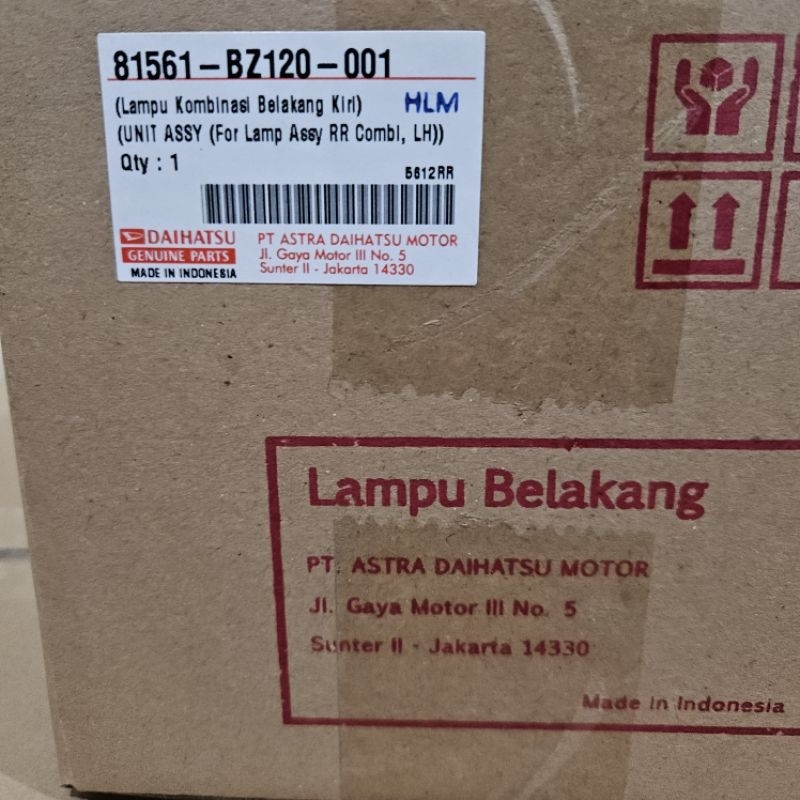 81561-BZ120-001
(Lampu Kombinasi Belakang Kiri) HLM
(UNIT ASSY (For Lamp Assy RR Combi, LH))
Qty : 1
5612RR
DAIHATSU
GENUINE PARTS
MADE IN INDONESIA
PT ASTRA DAIHATSU MOTOR
Jl. Gaya Motor III No. 5
Sunter II - Jakarta 14330
Lampu Belakang
PT. ASTRA DAIHATSU MOTOR
Jl. Gaya Motor III No. 5
Sunter II - Jakarta 14330
Made in Indonesia